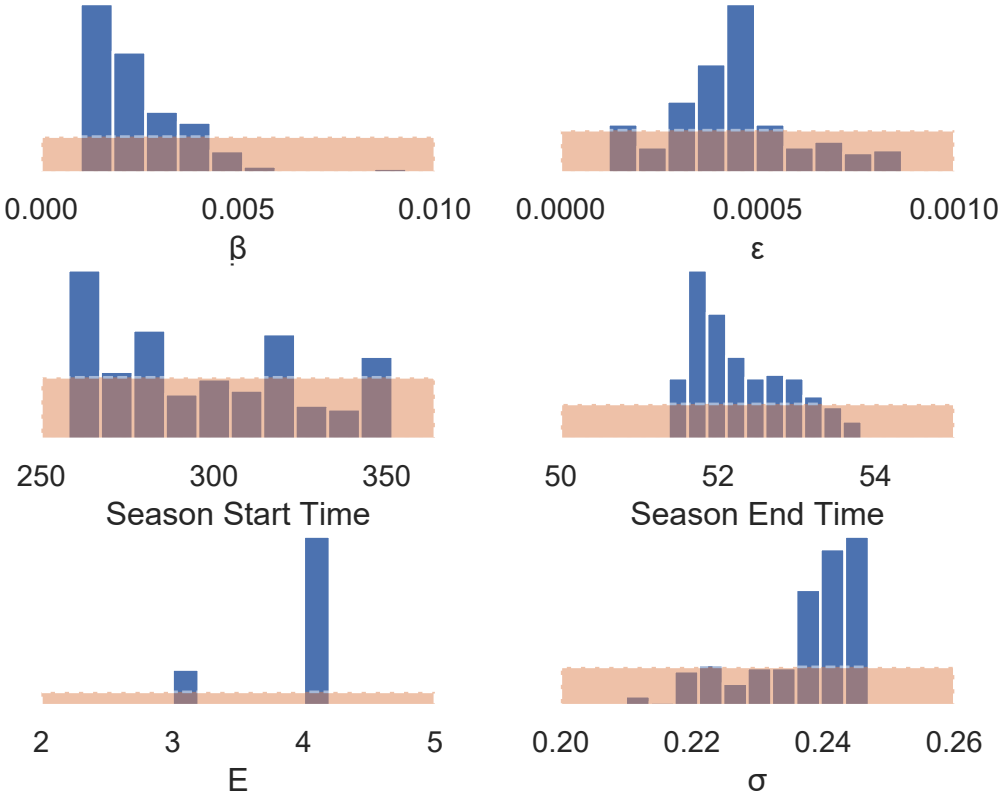 0.000 0.005 0.010
β
0.0000 0.0005 0.0010
ε
250 300 350
Season Start Time
50 52 54
Season End Time
2 3 4 5
E
0.20 0.22 0.24 0.26
σ